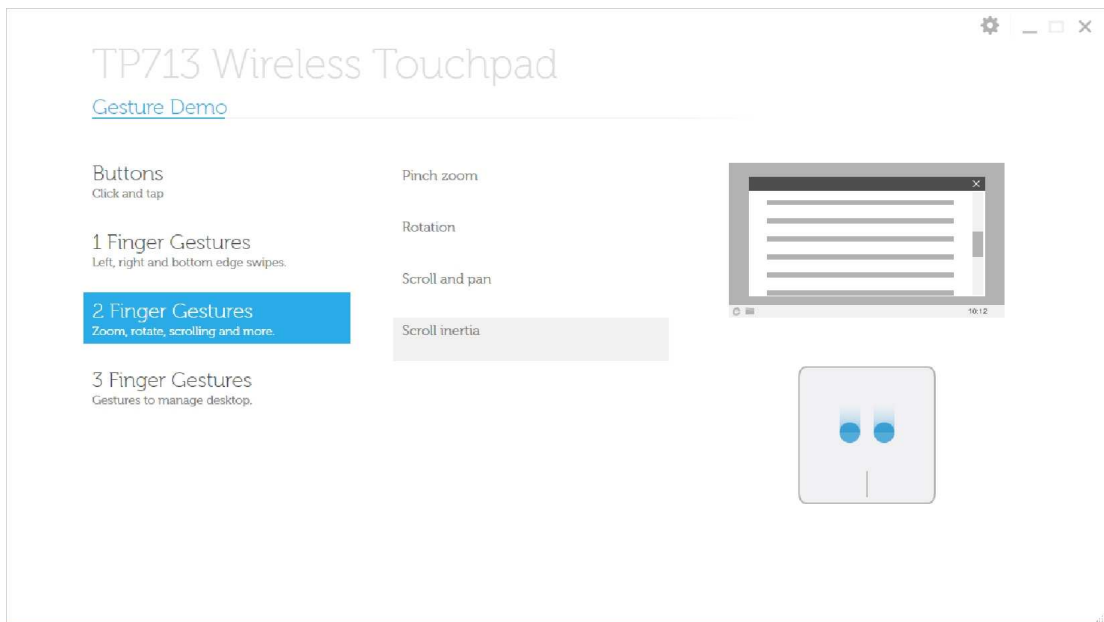 TP713 Wireless Touchpad
Gesture Demo
Buttons
Click and tap
1 Finger Gestures
Left, right and bottom edge swipes.
2 Finger Gestures
Zoom, rotate, scrolling and more.
3 Finger Gestures
Gestures to manage desktop.
Pinch zoom
Rotation
Scroll and pan
Scroll inertia
10:12